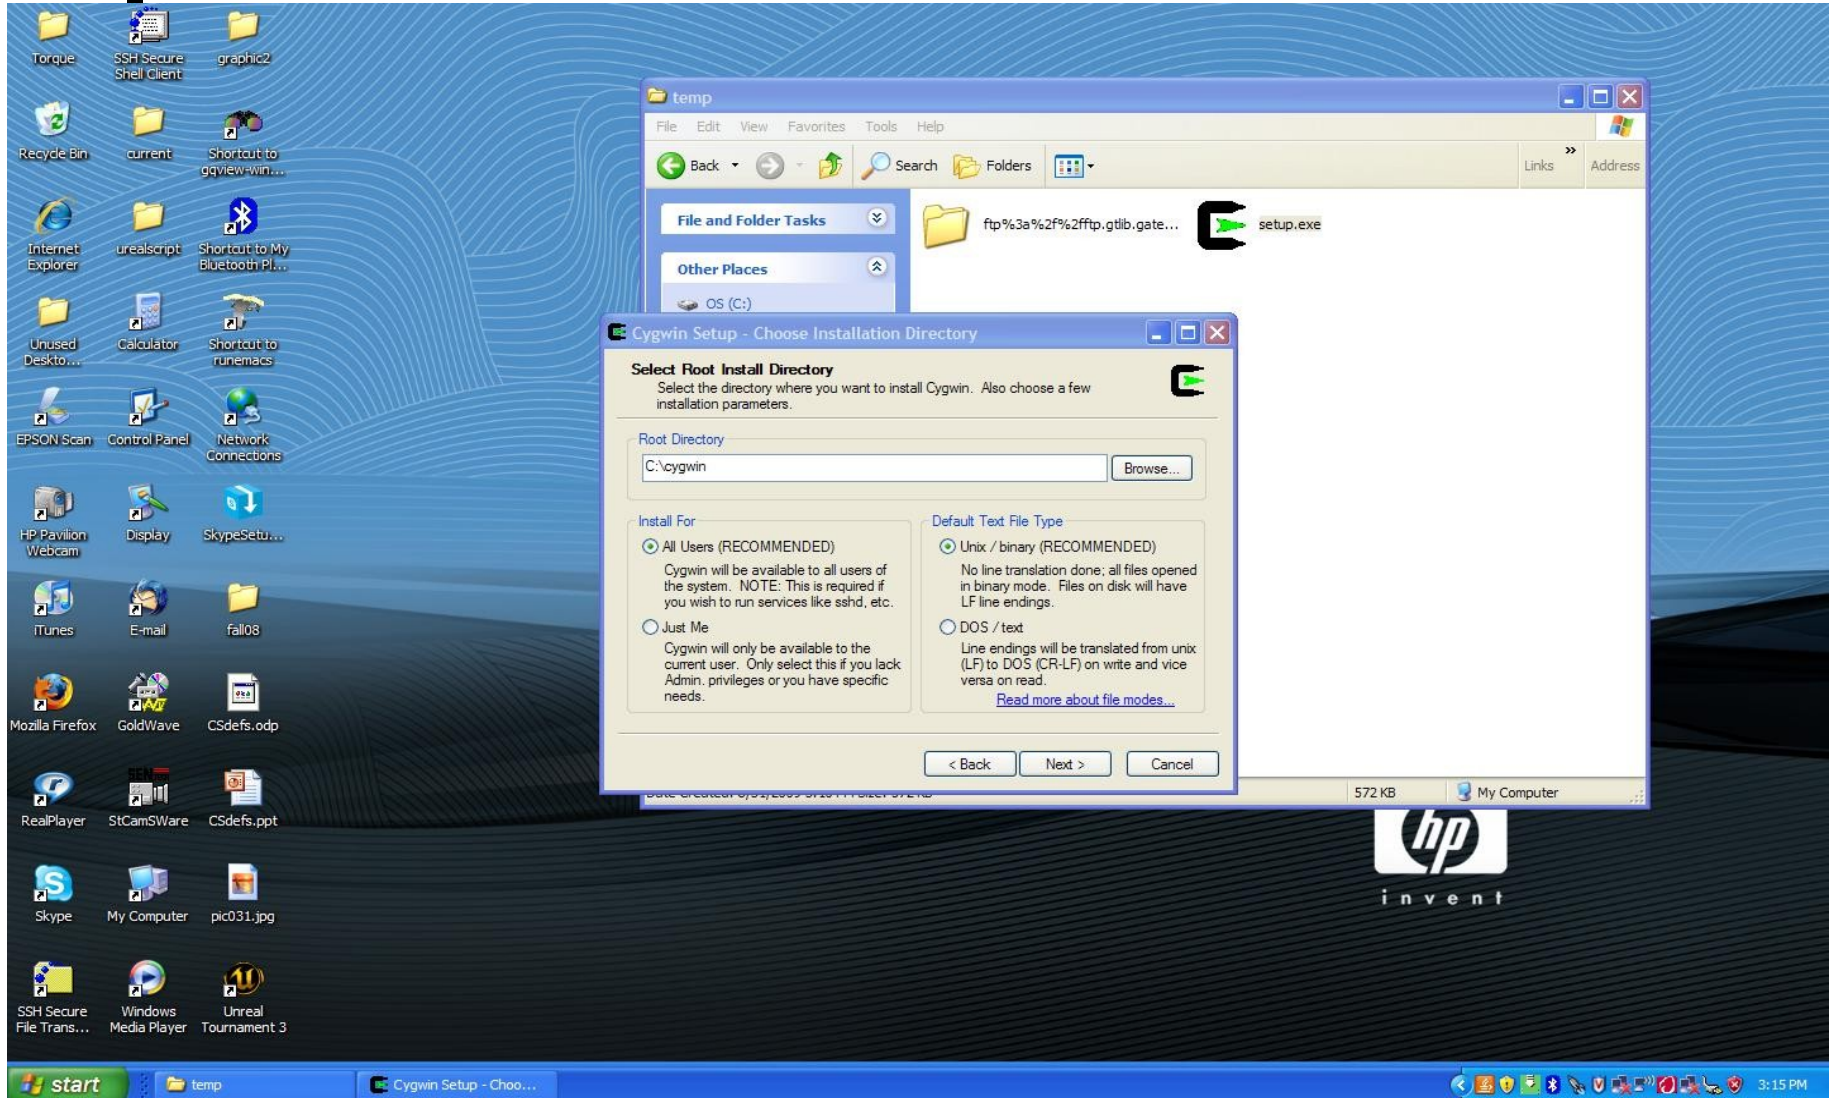 Torque
SSH Secure
Shell Client
graphic2
Recycle Bin
current
Shortcut to
gqview-win...
Internet
Explorer
urealscript
Shortcut to My
Bluetooth Pl...
Unused
Deskto...
Calculator
Shortcut to
runemacs
EPSON Scan
Control Panel
Network
Connections
HP Pavilion
Webcam
Display
SkypeSetu...
iTunes
E-mail
fall08
Mozilla Firefox
GoldWave
CSdefs.odp
RealPlayer
StCamSWare
CSdefs.ppt
Skype
My Computer
pic031.jpg
SSH Secure
File Trans...
Windows
Media Player
Unreal
Tournament 3
temp
File Edit View Favorites Tools Help
Back Search Folders Links » Address
File and Folder Tasks
ftp%3a%2f%2fftp.gtlib.gate...
setup.exe
Other Places
OS (C:)
Cygwin Setup - Choose Installation Directory
Select Root Install Directory
Select the directory where you want to install Cygwin. Also choose a few
installation parameters.
Root Directory
C:\cygwin
Browse...
Install For
All Users (RECOMMENDED)
Cygwin will be available to all users of
the system. NOTE: This is required if
you wish to run services like sshd, etc.
Just Me
Cygwin will only be available to the
current user. Only select this if you lack
Admin. privileges or you have specific
needs.
Default Text File Type
Unix / binary (RECOMMENDED)
No line translation done; all files opened
in binary mode. Files on disk will have
LF line endings.
DOS / text
Line endings will be translated from unix
(LF) to DOS (CR-LF) on write and vice
versa on read.
Read more about file modes...
< Back Next > Cancel
572 KB My Computer
hp
invent
start temp Cygwin Setup - Choo... 3:15 PM